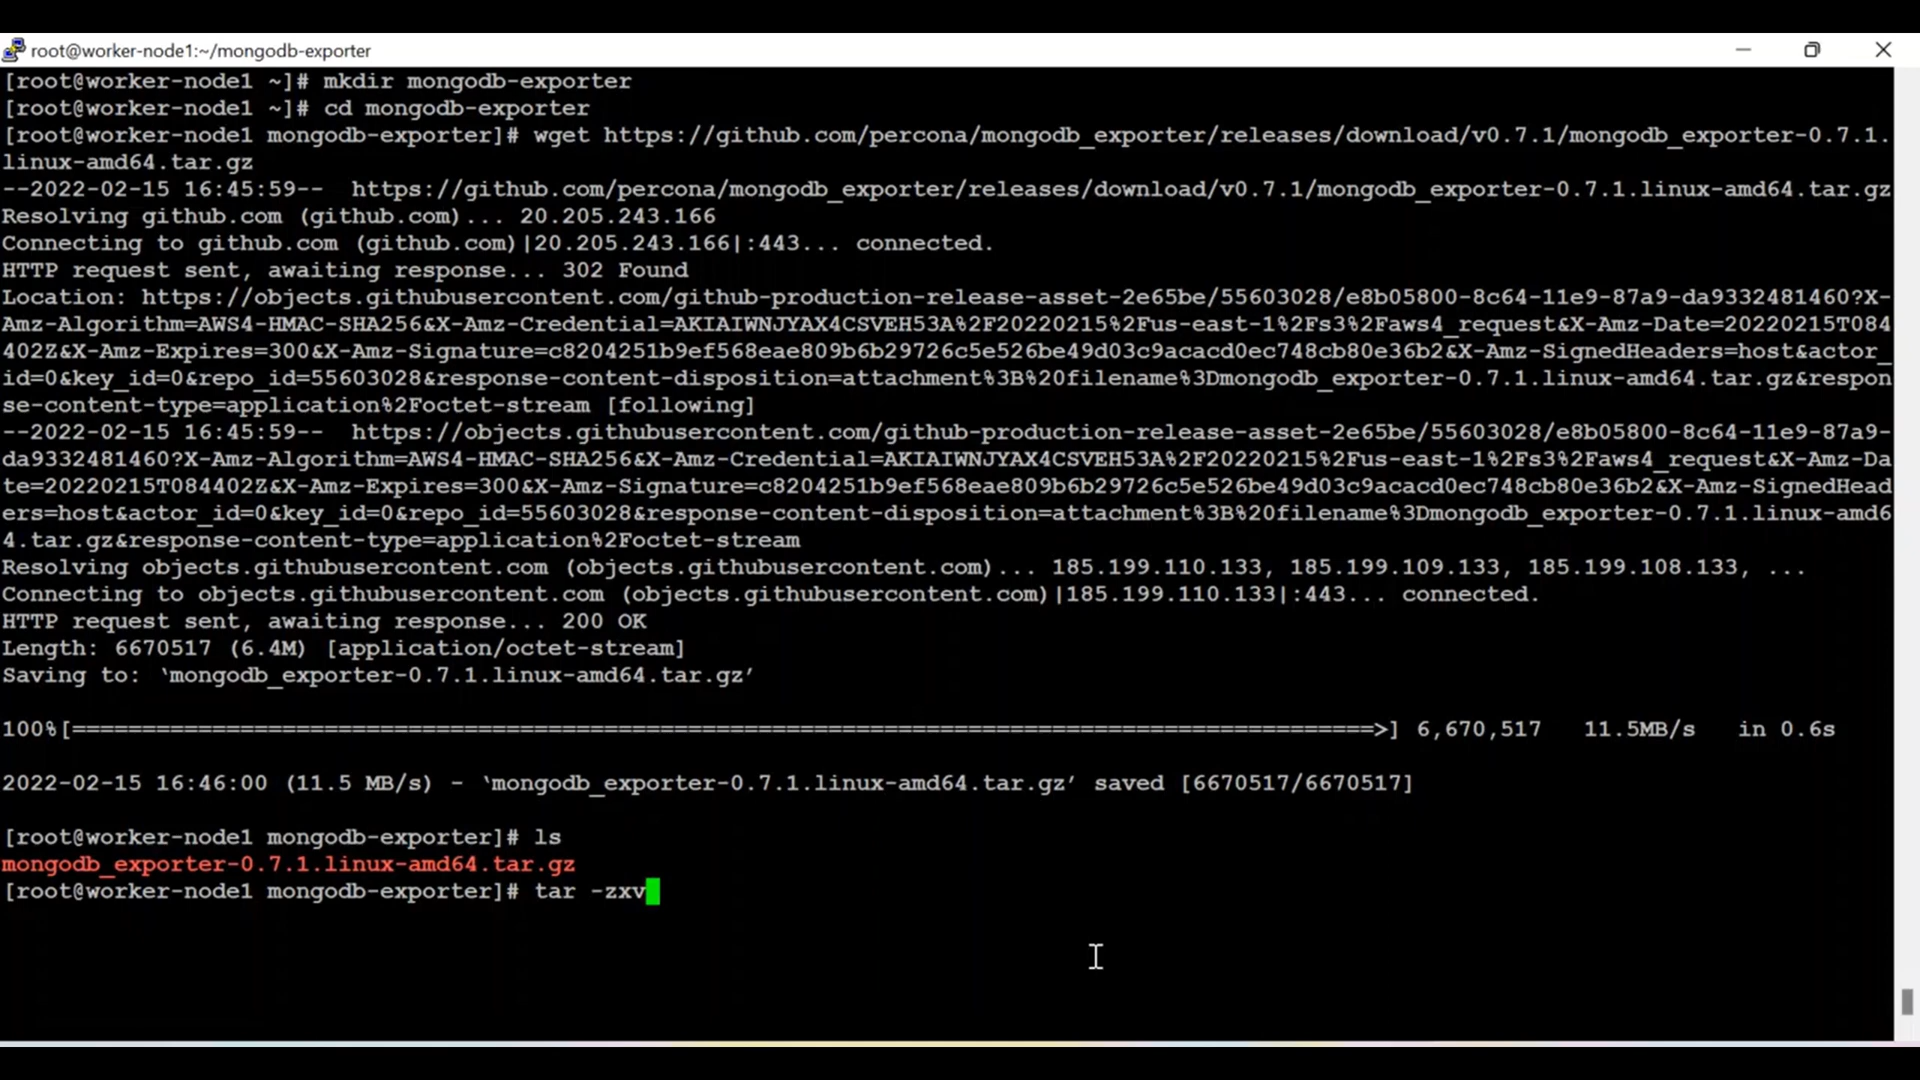 root@worker-node1:~/mongodb-exporter
[root@worker-node1 ~]# mkdir mongodb-exporter
[root@worker-node1 ~]# cd mongodb-exporter
[root@worker-node1 mongodb-exporter]# wget https://github.com/percona/mongodb_exporter/releases/download/v0.7.1/mongodb_exporter-0.7.1.
linux-amd64.tar.gz
--2022-02-15 16:45:59--  https://github.com/percona/mongodb_exporter/releases/download/v0.7.1/mongodb_exporter-0.7.1.linux-amd64.tar.gz
Resolving github.com (github.com)... 20.205.243.166
Connecting to github.com (github.com)|20.205.243.166|:443... connected.
HTTP request sent, awaiting response... 302 Found
Location: https://objects.githubusercontent.com/github-production-release-asset-2e65be/55603028/e8b05800-8c64-11e9-87a9-da9332481460?X-
Amz-Algorithm=AWS4-HMAC-SHA256&X-Amz-Credential=AKIAIWNJYAX4CSVEH53A%2F20220215%2Fus-east-1%2Fs3%2Faws4_request&X-Amz-Date=20220215T084
402Z&X-Amz-Expires=300&X-Amz-Signature=c8204251b9ef568eae809b6b29726c5e526be49d03c9acacd0ec748cb80e36b2&X-Amz-SignedHeaders=host&actor_
id=0&key_id=0&repo_id=55603028&response-content-disposition=attachment%3B%20filename%3Dmongodb_exporter-0.7.1.linux-amd64.tar.gz&respon
se-content-type=application%2Foctet-stream [following]
--2022-02-15 16:45:59--  https://objects.githubusercontent.com/github-production-release-asset-2e65be/55603028/e8b05800-8c64-11e9-87a9-
da9332481460?X-Amz-Algorithm=AWS4-HMAC-SHA256&X-Amz-Credential=AKIAIWNJYAX4CSVEH53A%2F20220215%2Fus-east-1%2Fs3%2Faws4_request&X-Amz-Da
te=20220215T084402Z&X-Amz-Expires=300&X-Amz-Signature=c8204251b9ef568eae809b6b29726c5e526be49d03c9acacd0ec748cb80e36b2&X-Amz-SignedHead
ers=host&actor_id=0&key_id=0&repo_id=55603028&response-content-disposition=attachment%3B%20filename%3Dmongodb_exporter-0.7.1.linux-amd6
4.tar.gz&response-content-type=application%2Foctet-stream
Resolving objects.githubusercontent.com (objects.githubusercontent.com)... 185.199.110.133, 185.199.109.133, 185.199.108.133, ...
Connecting to objects.githubusercontent.com (objects.githubusercontent.com)|185.199.110.133|:443... connected.
HTTP request sent, awaiting response... 200 OK
Length: 6670517 (6.4M) [application/octet-stream]
Saving to: ‘mongodb_exporter-0.7.1.linux-amd64.tar.gz’
100%[=============================================================================================>] 6,670,517   11.5MB/s   in 0.6s
2022-02-15 16:46:00 (11.5 MB/s) - ‘mongodb_exporter-0.7.1.linux-amd64.tar.gz’ saved [6670517/6670517]
[root@worker-node1 mongodb-exporter]# ls
mongodb_exporter-0.7.1.linux-amd64.tar.gz
[root@worker-node1 mongodb-exporter]# tar -zxv